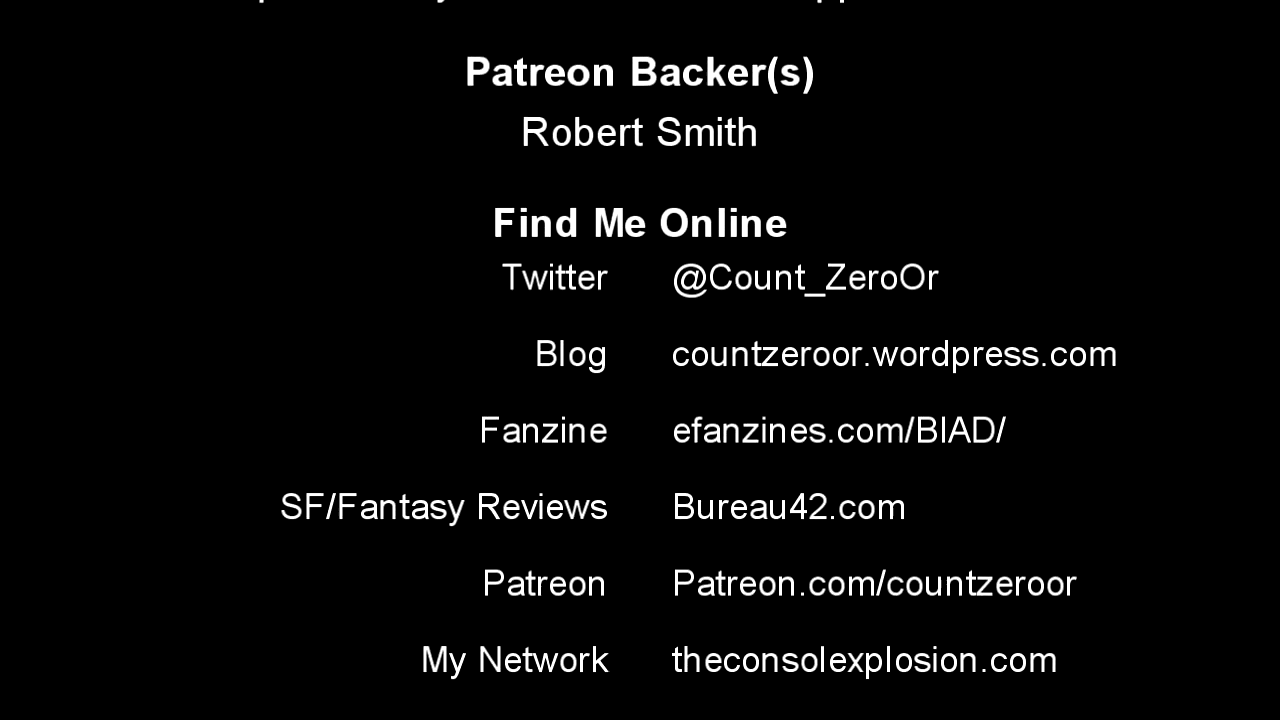 Patreon Backer(s)
Robert Smith
Find Me Online
Twitter @Count_ZeroOr
Blog countzeroor.wordpress.com
Fanzine efanzines.com/BIAD/
SF/Fantasy Reviews Bureau42.com
Patreon Patreon.com/countzeroor
My Network theconsolexplosion.com